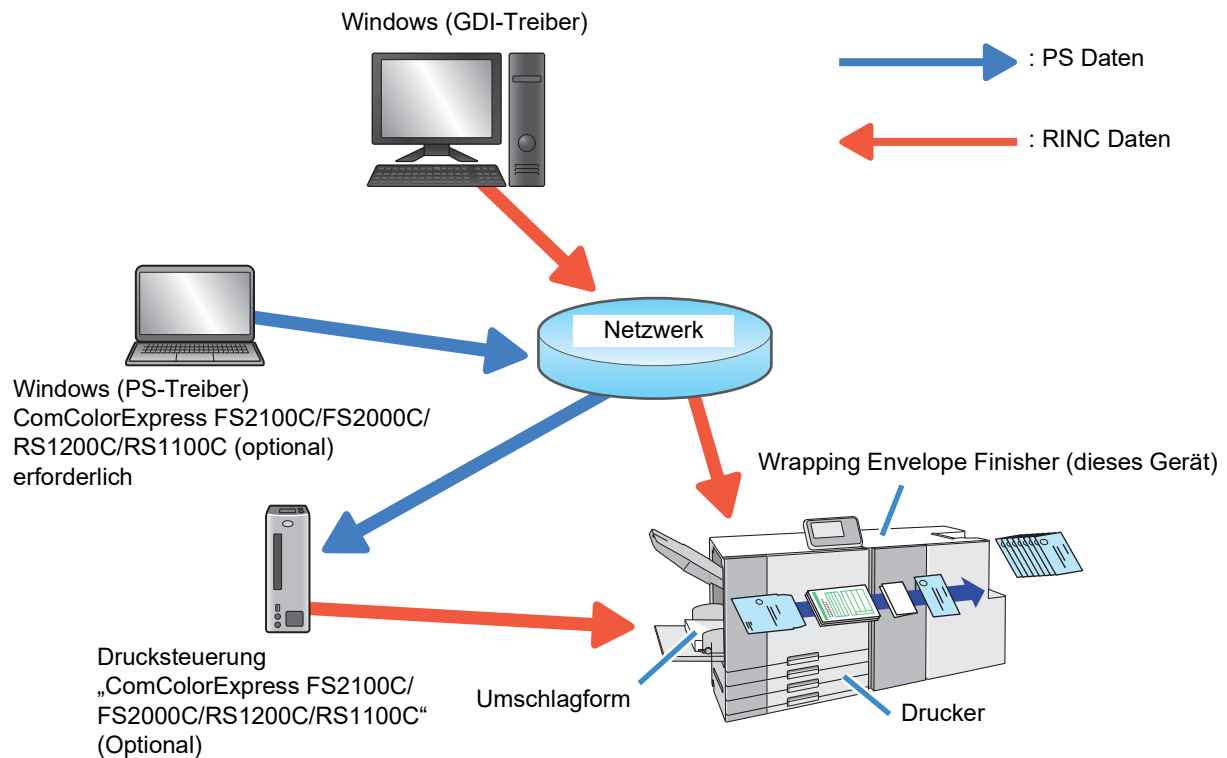 Windows (GDI-Treiber)
: PS Daten
: RINC Daten
Netzwerk
Windows (PS-Treiber)
ComColorExpress FS2100C/FS2000C/
RS1200C/RS1100C (optional)
erforderlich
Wrapping Envelope Finisher (dieses Gerät)
Drucksteuerung
„ComColorExpress FS2100C/
FS2000C/RS1200C/RS1100C“
(Optional)
Umschlagform
Drucker